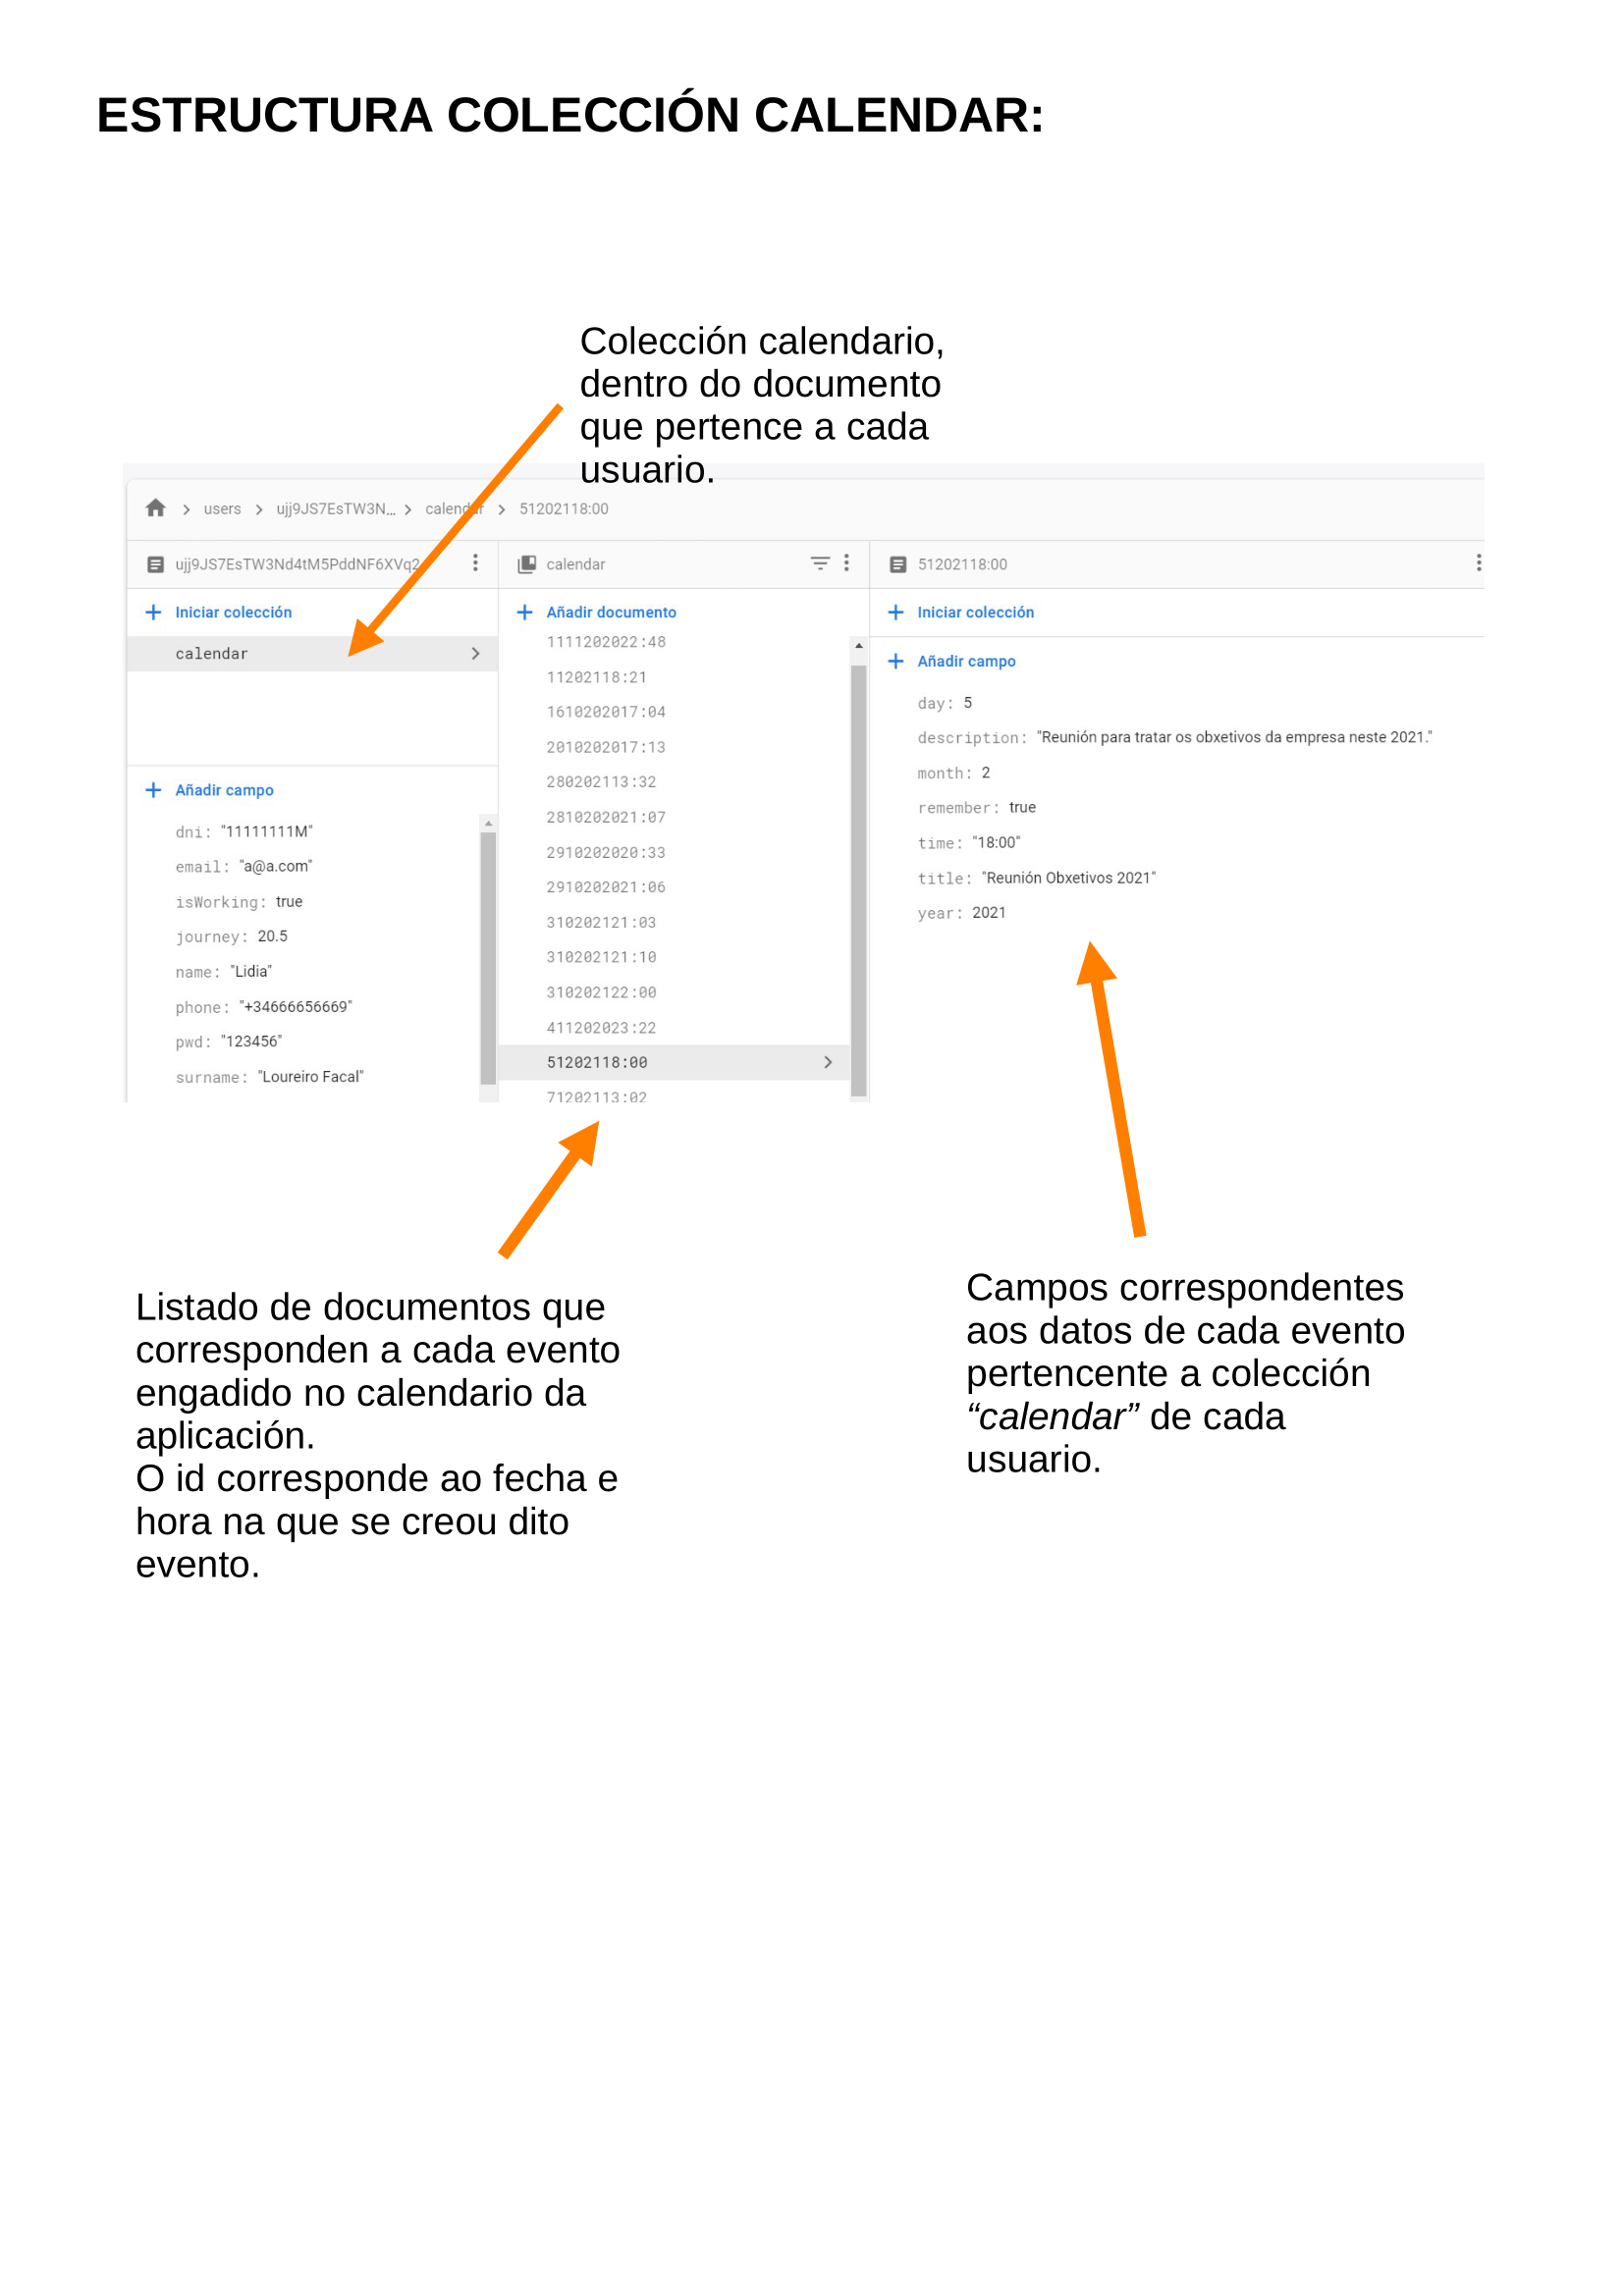 ESTRUCTURA COLECCIÓN CALENDAR:
Colección calendario,
dentro do documento
que pertence a cada
usuario.
users > ujj9JS7EsTW3N... > calendar > 51202118:00
ujj9JS7EsTW3Nd4tM5PddNF6XVq2
+ Iniciar colección
calendar
+ Añadir campo
dni: "11111111M"
email: "a@a.com"
isWorking: true
journey: 20.5
name: "Lidia"
phone: "+34666656669"
pwd: "123456"
surname: "Loureiro Facal"
calendar
+ Añadir documento
1111202022:48
11202118:21
1610202017:04
2010202017:13
280202113:32
2810202021:07
2910202020:33
2910202021:06
310202121:03
310202121:10
310202122:00
411202023:22
51202118:00
71202113:02
51202118:00
+ Iniciar colección
+ Añadir campo
day: 5
description: "Reunión para tratar os obxetivos da empresa neste 2021."
month: 2
remember: true
time: "18:00"
title: "Reunión Obxetivos 2021"
year: 2021
Listado de documentos que
corresponden a cada evento
engadido no calendario da
aplicación.
O id corresponde ao fecha e
hora na que se creou dito
evento.
Campos correspondentes
aos datos de cada evento
pertencente a colección
“calendar” de cada
usuario.